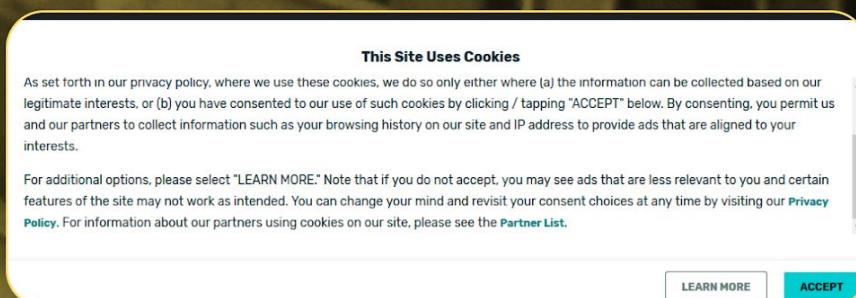 This Site Uses Cookies
As set forth in our privacy policy, where we use these cookies, we do so only either where (a) the information can be collected based on our
legitimate interests, or (b) you have consented to our use of such cookies by clicking / tapping "ACCEPT" below. By consenting, you permit us
and our partners to collect information such as your browsing history on our site and IP address to provide ads that are aligned to your
interests.
For additional options, please select "LEARN MORE." Note that if you do not accept, you may see ads that are less relevant to you and certain
features of the site may not work as intended. You can change your mind and revisit your consent choices at any time by visiting our Privacy
Policy. For information about our partners using cookies on our site, please see the Partner List.
LEARN MORE ACCEPT